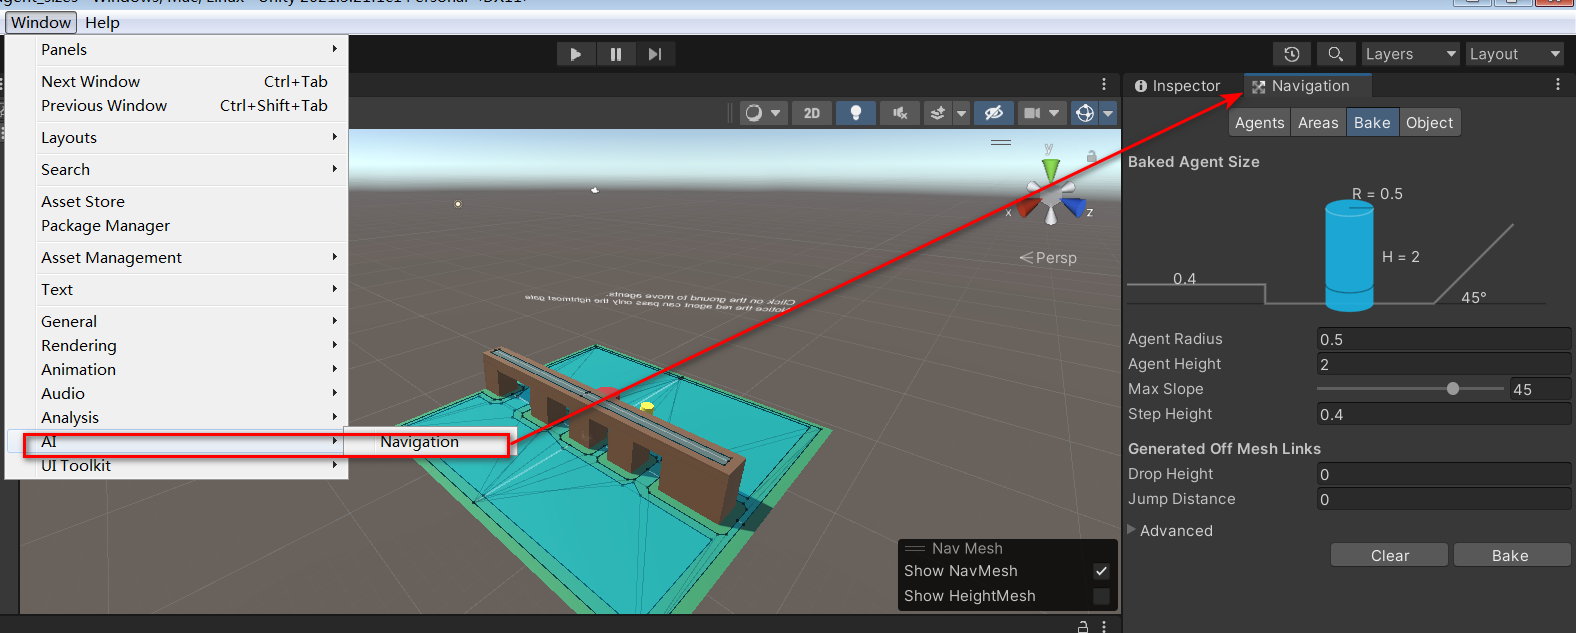 Window Help
Panels
Next Window Ctrl+Tab
Previous Window Ctrl+Shift+Tab
Layouts
Search
Asset Store
Package Manager
Asset Management
Text
General
Rendering
Animation
Audio
Analysis
AI
Navigation
UI Toolkit
Layers
Layout
2D
y
x
z
Persp
Click on the ground to move agents.
Notice the red agent can pass only the rightmost gate
Nav Mesh
Show NavMesh
Show HeightMesh
Inspector
Navigation
Agents Areas Bake Object
Baked Agent Size
R = 0.5
H = 2
0.4
45°
Agent Radius 0.5
Agent Height 2
Max Slope 45
Step Height 0.4
Generated Off Mesh Links
Drop Height 0
Jump Distance 0
Advanced
Clear Bake